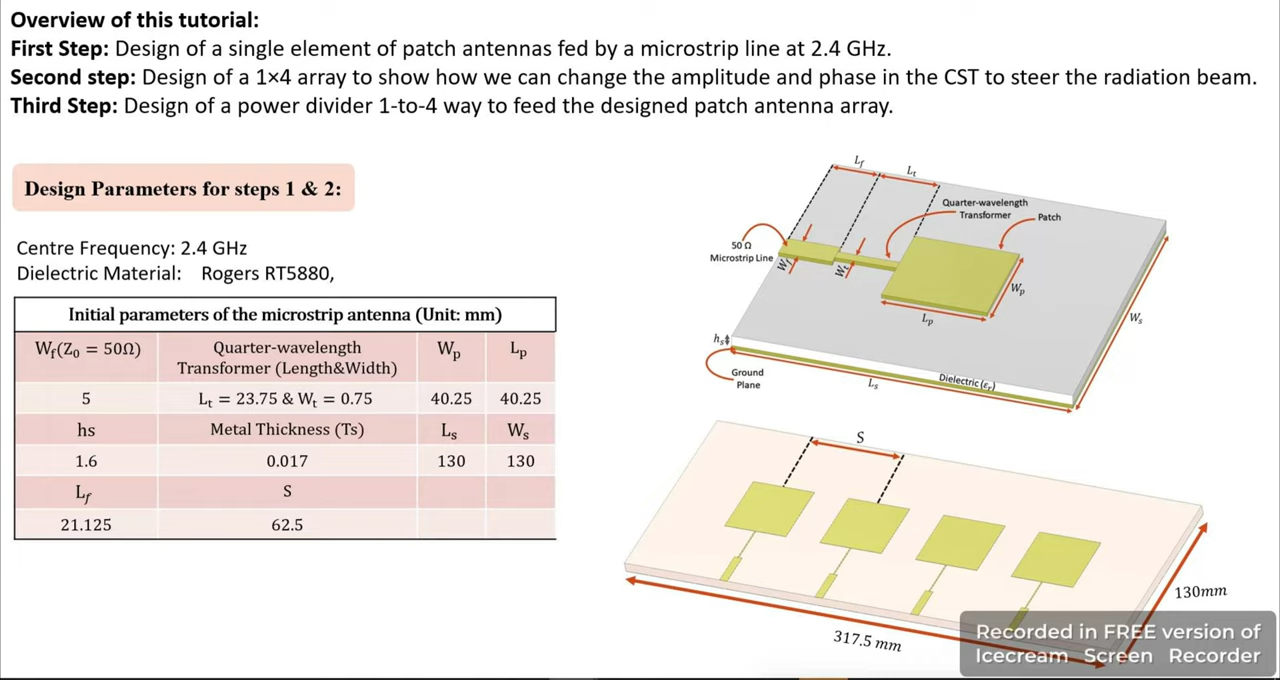 Overview of this tutorial:
First Step: Design of a single element of patch antennas fed by a microstrip line at 2.4 GHz.
Second step: Design of a 1×4 array to show how we can change the amplitude and phase in the CST to steer the radiation beam.
Third Step: Design of a power divider 1-to-4 way to feed the designed patch antenna array.
Design Parameters for steps 1 & 2:
Centre Frequency: 2.4 GHz
Dielectric Material: Rogers RT5880,
Initial parameters of the microstrip antenna (Unit: mm)
Wf(Z₀ = 50Ω)
Quarter-wavelength
Transformer (Length&Width)
Wp
Lp
5
Lt = 23.75 & Wt = 0.75
40.25
40.25
hs
Metal Thickness (Ts)
Ls
Ws
1.6
0.017
130
130
Lf
S
21.125
62.5
Lf
Lt
Quarter-wavelength
Transformer
Patch
50 Ω
Microstrip Line
Wf
Wt
Wp
Lp
Ws
hs
Ground
Plane
Ls
Dielectric (εr)
S
130mm
317.5 mm
Recorded in FREE version of
Icecream Screen Recorder